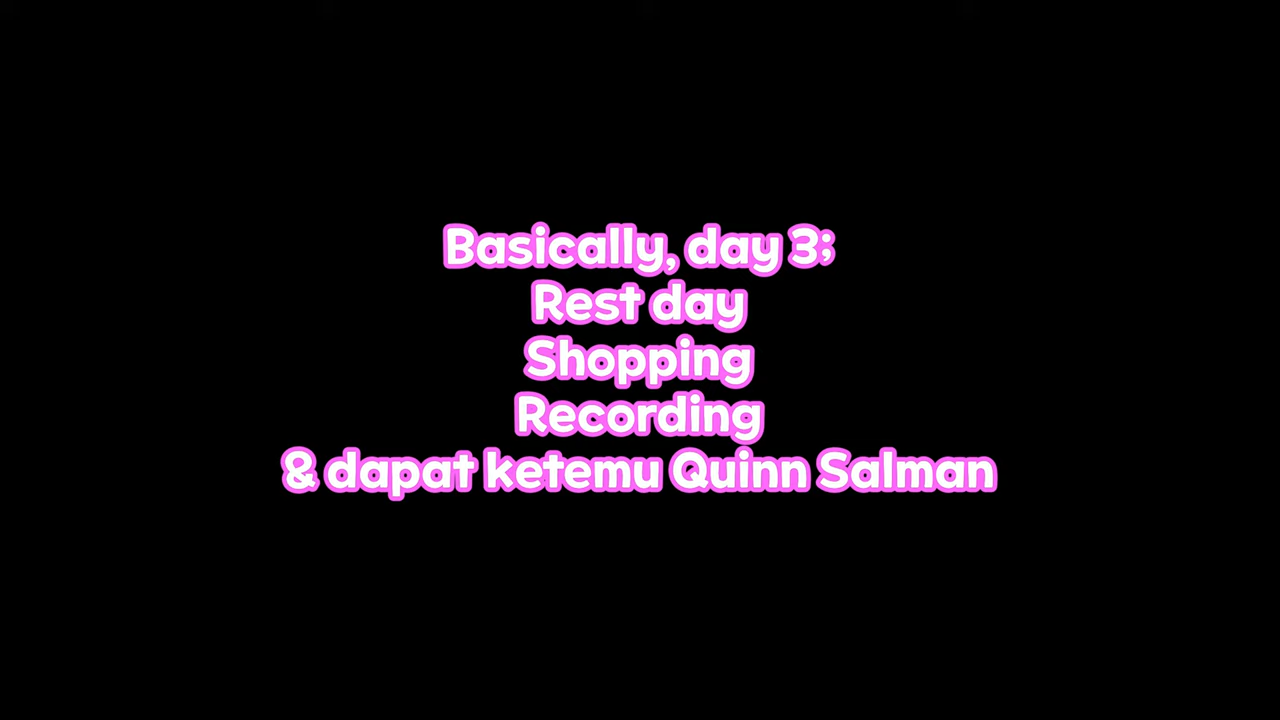 Basically, day 3;
Rest day
Shopping
Recording
& dapat ketemu Quinn Salman